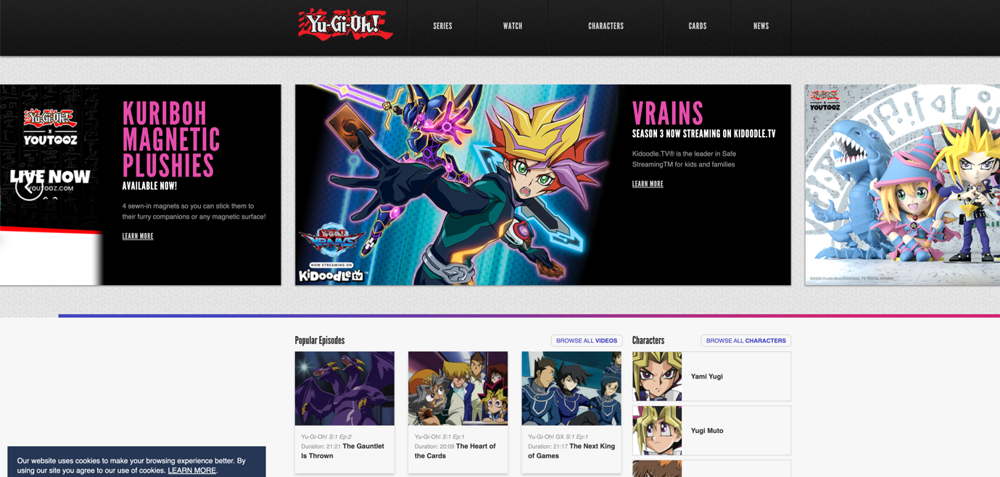 Yu-Gi-Oh!
SERIES
WATCH
CHARACTERS
CARDS
NEWS
Yu-Gi-Oh!
x
YOUTOOZ
LIVE NOW
YOUTOOZ.COM
KURIBOH
MAGNETIC
PLUSHIES
AVAILABLE NOW!
4 sewn-in magnets so you can stick them to
their furry companions or any magnetic surface!
LEARN MORE
Yu-Gi-Oh!
VRAINS
NOW STREAMING ON
KiDoodle tv™
VRAINS
SEASON 3 NOW STREAMING ON KIDOODLE.TV
Kidoodle.TV® is the leader in Safe
StreamingTM for kids and families
LEARN MORE
Yu-Gi-Oh!
x
YOUTOOZ
©2020 Studio Dice/SHUEISHA, TV TOKYO, KONAMI
Popular Episodes
BROWSE ALL VIDEOS
Yu-Gi-Oh! S:1 Ep:2
Duration: 21:21 The Gauntlet
Is Thrown
Yu-Gi-Oh! S:1 Ep:1
Duration: 20:09 The Heart of
the Cards
Yu-Gi-Oh! GX S:1 Ep:1
Duration: 21:17 The Next King
of Games
Characters
BROWSE ALL CHARACTERS
Yami Yugi
Yugi Muto
Our website uses cookies to make your browsing experience better. By
using our site you agree to our use of cookies. LEARN MORE.